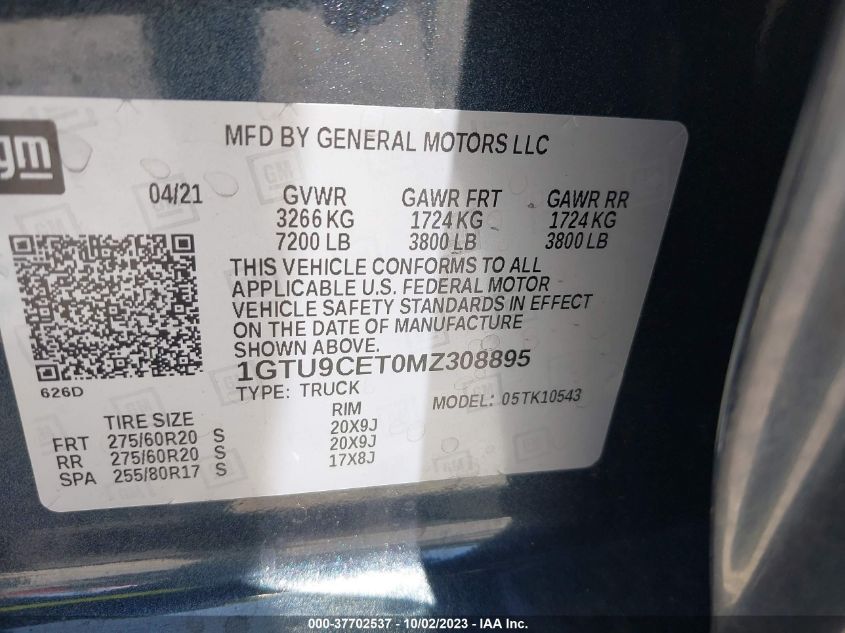 gm
MFD BY GENERAL MOTORS LLC
04/21 GVWR GAWR FRT GAWR RR
3266 KG 1724 KG 1724 KG
7200 LB 3800 LB 3800 LB
THIS VEHICLE CONFORMS TO ALL
APPLICABLE U.S. FEDERAL MOTOR
VEHICLE SAFETY STANDARDS IN EFFECT
ON THE DATE OF MANUFACTURE
SHOWN ABOVE.
1GTU9CET0MZ308895
626D
TYPE: TRUCK MODEL: 05TK10543
TIRE SIZE RIM
FRT 275/60R20 S 20X9J
RR 275/60R20 S 20X9J
SPA 255/80R17 S 17X8J
000-37702537 - 10/02/2023 - IAA Inc.